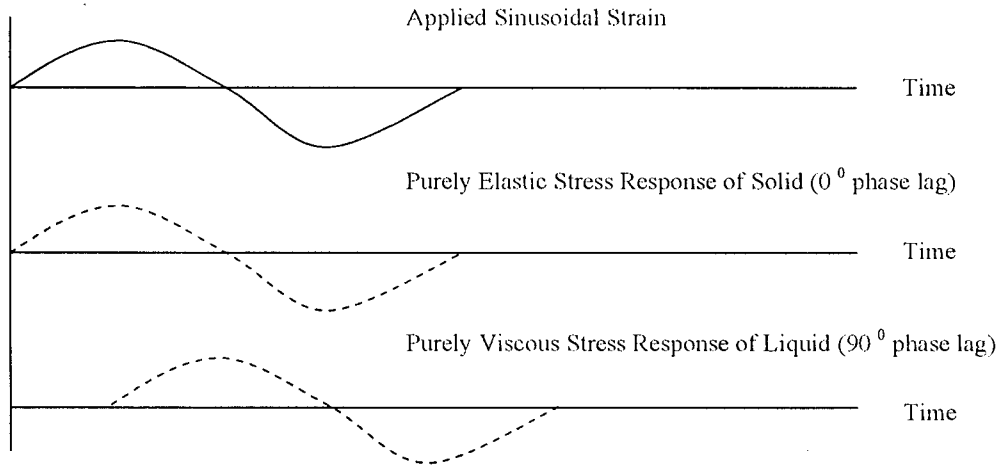 Applied Sinusoidal Strain
Time
Purely Elastic Stress Response of Solid (0 ⁰ phase lag)
Time
Purely Viscous Stress Response of Liquid (90 ⁰ phase lag)
Time